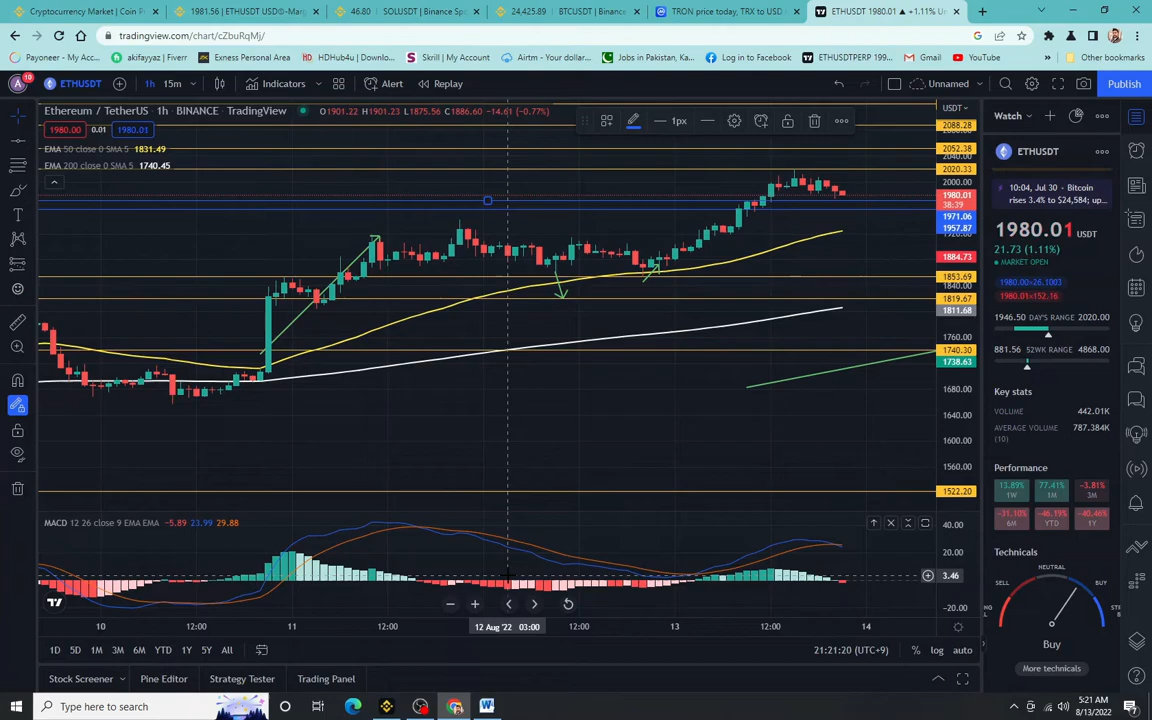 Cryptocurrency Market | Coin P
1981.56 | ETHUSD USD®-Marg
46.80 | SOLUSDT | Binance Sp
24,425.89 | BTCUSDT | Binanc
TRON price today, TRX to USD
ETHUSDT 1980.01 ▲ +1.11% Un
tradingview.com/chart/cZbuRqMj/
Payoneer - My Acc...
akifayyaz | Fiverr
Exness Personal Area
HDHub4u | Downlo...
Skrill | My Account
Airtm - Your dollar...
Jobs in Pakistan, Ka...
Log in to Facebook
ETHUSDTPERP 199...
Gmail
YouTube
Other bookmarks
A
10
ETHUSDT
1h
15m
Indicators
Alert
Replay
Unnamed
Publish
Ethereum / TetherUS · 1h · BINANCE · TradingView
O1901.22 H1901.23 L1875.56 C1886.60 −14.61 (−0.77%)
1980.00
0.01
1980.01
EMA 50 close 0 SMA 5
1831.49
EMA 200 close 0 SMA 5
1740.45
1px
USDT
2088.28
2052.38
2040.00
2020.33
2000.00
1980.01
38:39
1971.06
1957.87
1884.73
1853.69
1840.00
1819.67
1811.68
1760.00
1740.30
1738.63
1680.00
1640.00
1600.00
1560.00
1522.20
MACD 12 26 close 9 EMA EMA
−5.89
23.99
29.88
40.00
20.00
3.46
−20.00
10
12:00
11
12:00
12 Aug '22 03:00
12:00
13
12:00
14
1D
5D
1M
3M
6M
YTD
1Y
5Y
All
21:21:20 (UTC+9)
%
log
auto
Stock Screener
Pine Editor
Strategy Tester
Trading Panel
Watch
ETHUSDT
10:04, Jul 30 · Bitcoin
rises 3.4% to $24,584; up...
1980.01 USDT
21.73 (1.11%)
MARKET OPEN
1980.00×26.1003
1980.01×152.16
1946.50
DAY'S RANGE
2020.00
881.56
52WK RANGE
4868.00
Key stats
VOLUME
442.01K
AVERAGE VOLUME
(10)
787.384K
Performance
13.89%
1W
77.41%
1M
−3.81%
3M
−31.10%
6M
−46.19%
YTD
−40.46%
1Y
Technicals
NEUTRAL
SELL
BUY
Buy
More technicals
Type here to search
5:21 AM
8/13/2022